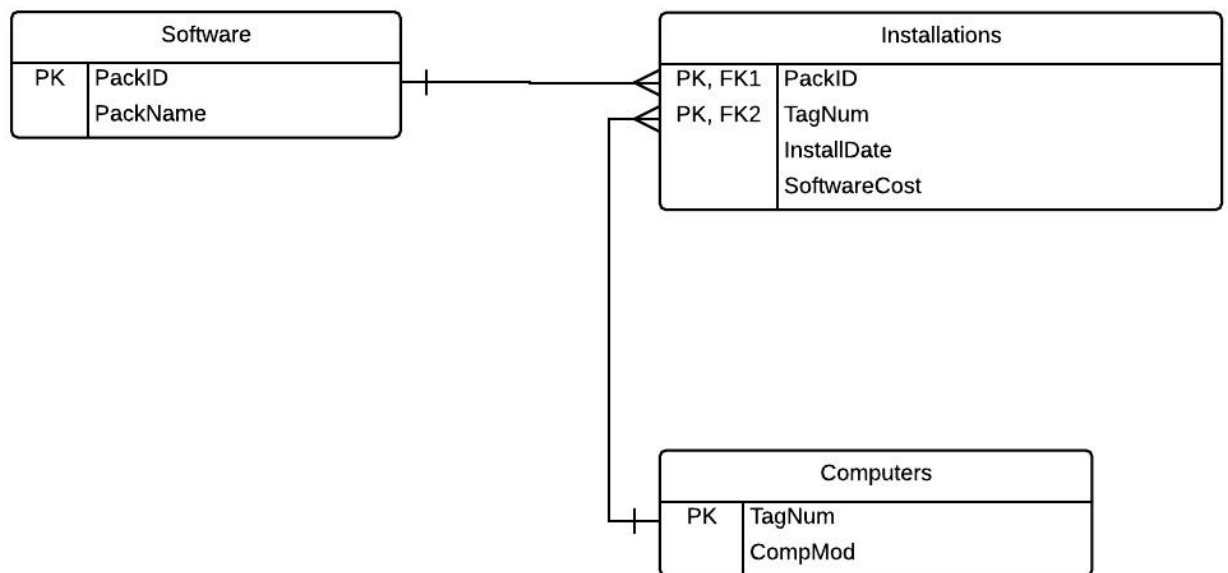 Software
PK PackID
PackName
Installations
PK, FK1 PackID
PK, FK2 TagNum
InstallDate
SoftwareCost
Computers
PK TagNum
CompMod